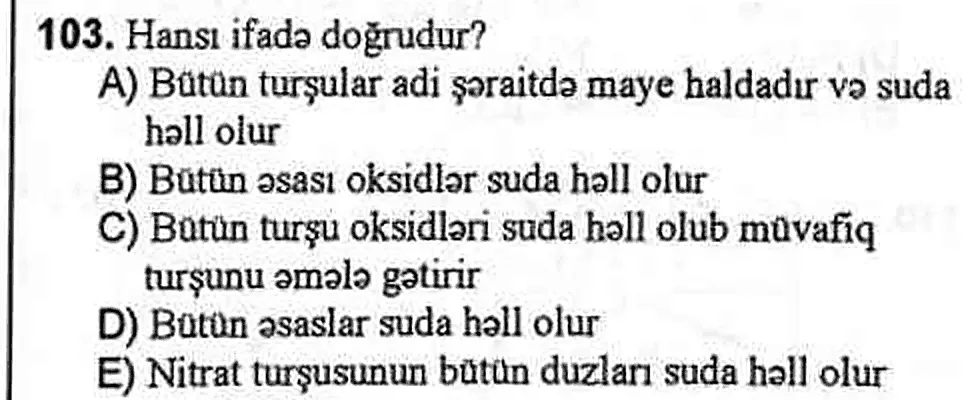 103. Hansı ifadə doğrudur?
A) Bütün turşular adi şəraitdə maye haldadır və suda
həll olur
B) Bütün əsası oksidlər suda həll olur
C) Bütün turşu oksidləri suda həll olub müvafiq
turşunu əmələ gətirir
D) Bütün əsaslar suda həll olur
E) Nitrat turşusunun bütün duzları suda həll olur